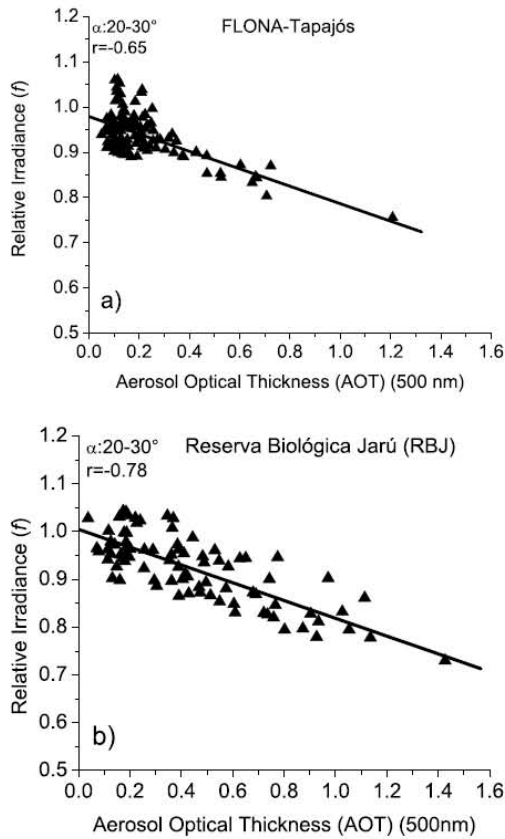 α:20-30° FLONA-Tapajós
r=-0.65
Relative Irradiance (f)
1.2
1.1
1.0
0.9
0.8
0.7
0.6
0.5
a)
0.0 0.2 0.4 0.6 0.8 1.0 1.2 1.4 1.6
Aerosol Optical Thickness (AOT) (500 nm)
α:20-30° Reserva Biológica Jarú (RBJ)
r=-0.78
Relative Irradiance (f)
1.2
1.1
1.0
0.9
0.8
0.7
0.6
0.5
b)
0.0 0.2 0.4 0.6 0.8 1.0 1.2 1.4 1.6
Aerosol Optical Thickness (AOT) (500nm)